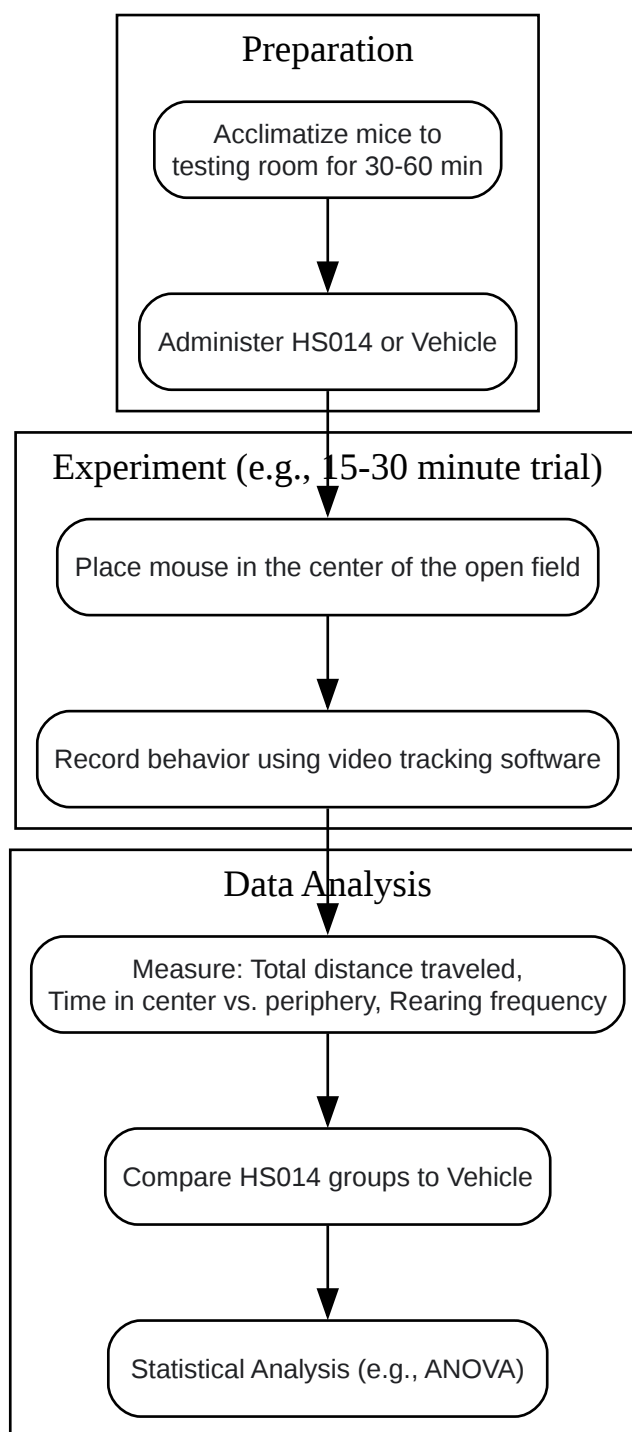 Preparation
Acclimatize mice to
testing room for 30-60 min
Administer HS014 or Vehicle
Experiment (e.g., 15-30 minute trial)
Place mouse in the center of the open field
Record behavior using video tracking software
Data Analysis
Measure: Total distance traveled,
Time in center vs. periphery, Rearing frequency
Compare HS014 groups to Vehicle
Statistical Analysis (e.g., ANOVA)